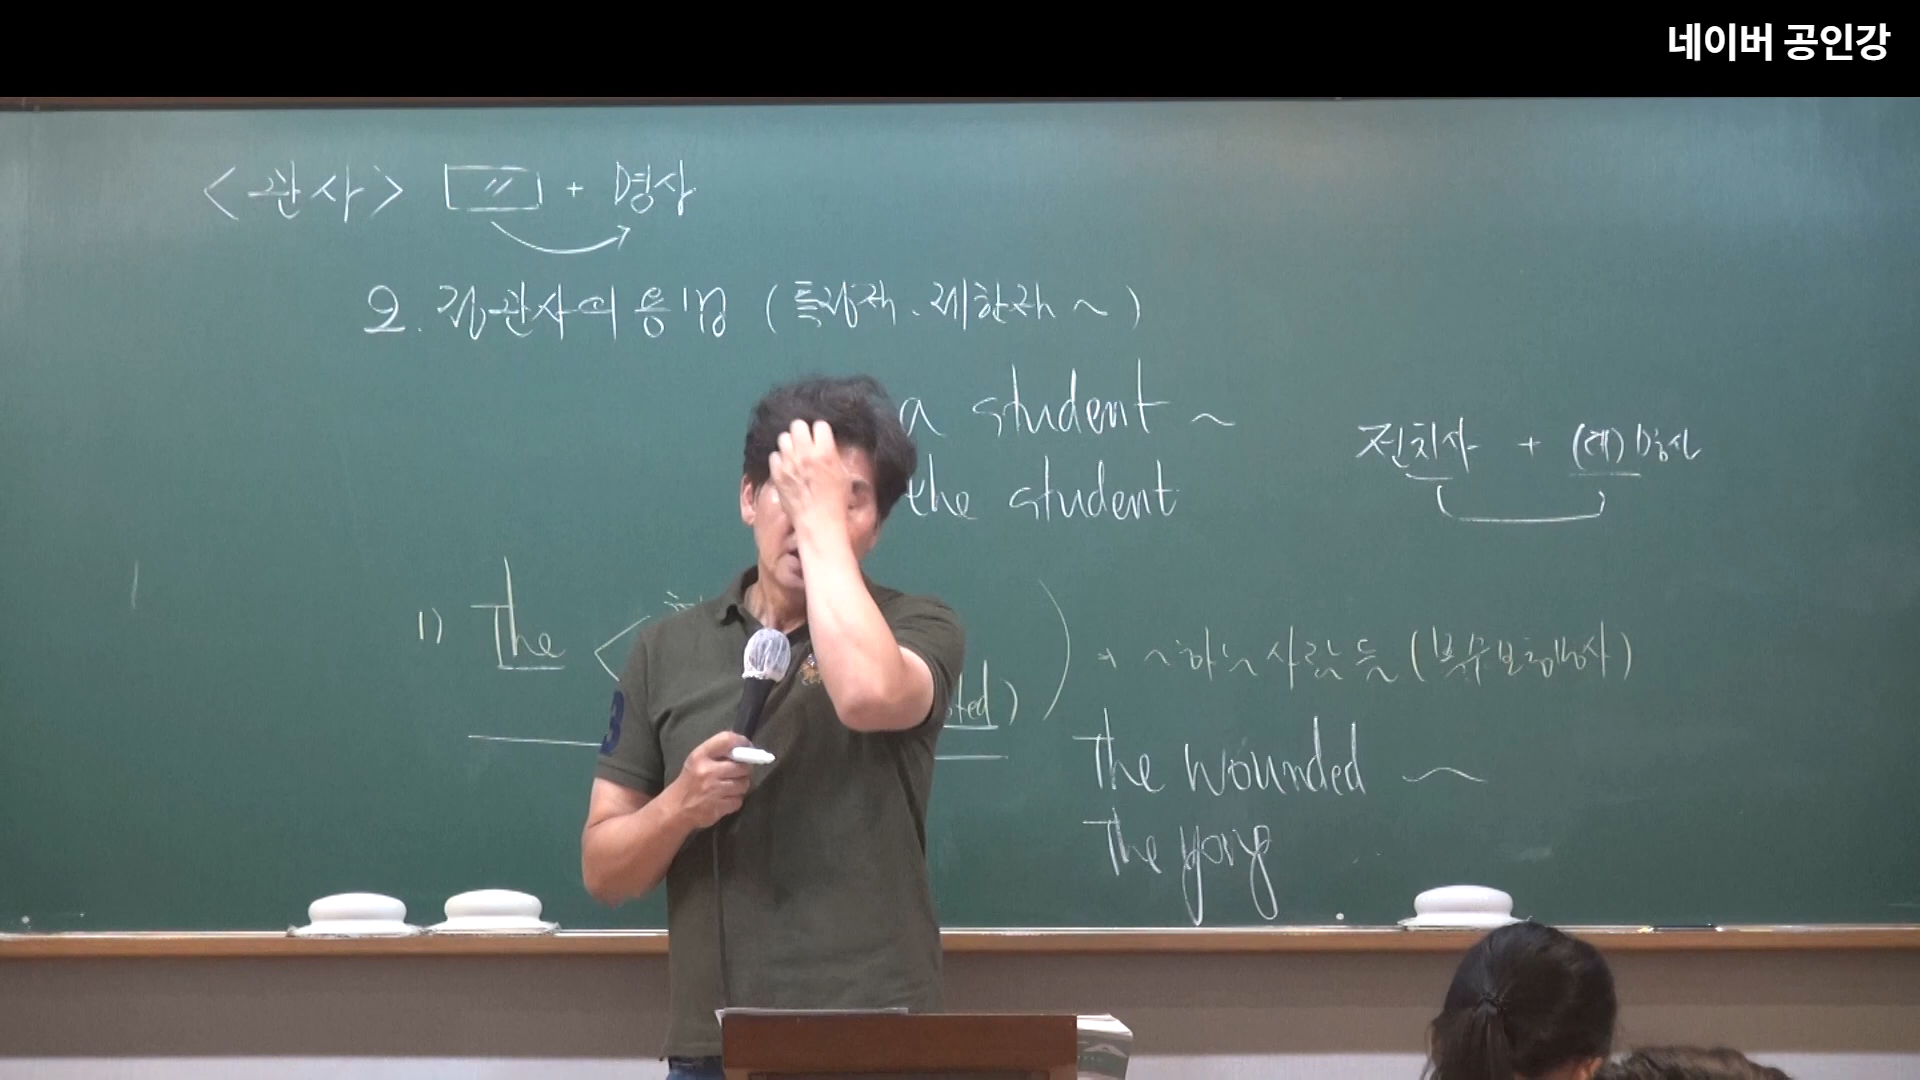 네이버 공인강
<관사> 〃 + 명사
2. 정관사의 용법 (특정한, 제한적 ~)
a student ~
the student
전치사 + (대)명사
1) The
ted) → ~하는 사람들 (복수보통명사)
The wounded ~
The young